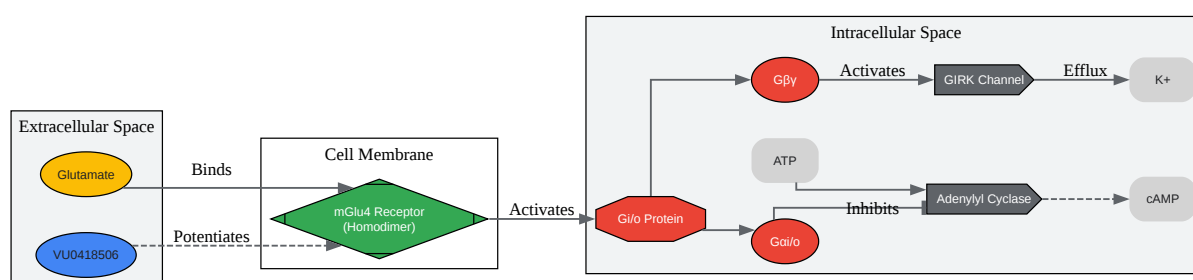 Intracellular Space
Gβγ
Activates
GIRK Channel
Efflux
K+
Extracellular Space
Glutamate
Binds
Cell Membrane
mGlu4 Receptor
(Homodimer)
Potentiates
VU0418506
Activates
Gi/o Protein
ATP
Inhibits
Gαi/o
Adenylyl Cyclase
cAMP